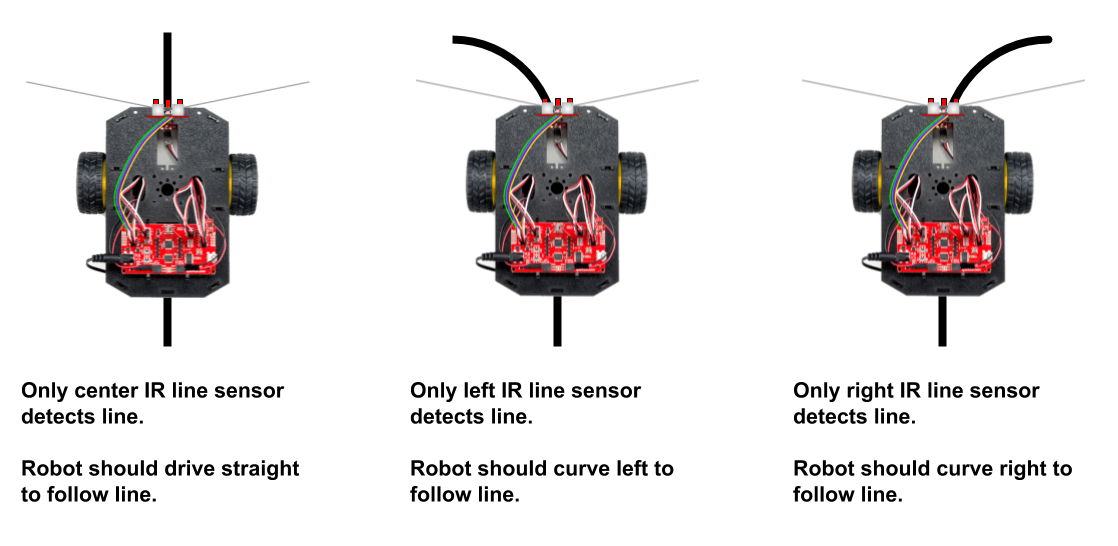 Only center IR line sensor
detects line.
Robot should drive straight
to follow line.
Only left IR line sensor
detects line.
Robot should curve left to
follow line.
Only right IR line sensor
detects line.
Robot should curve right to
follow line.